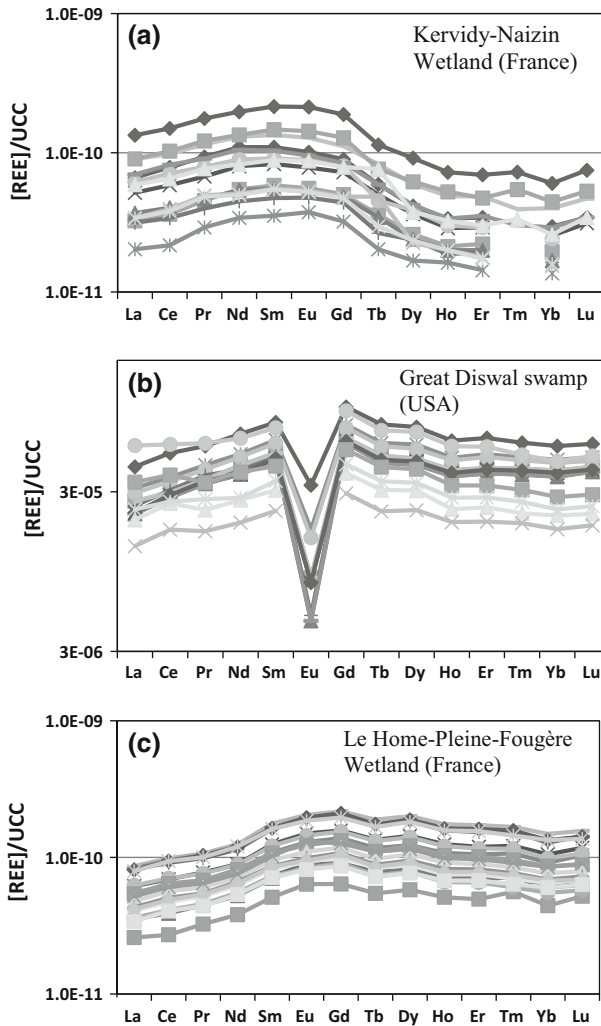 1.0E-09
(a)
Kervidy-Naizin
Wetland (France)
[REE]/UCC
1.0E-10
1.0E-11
La Ce Pr Nd Sm Eu Gd Tb Dy Ho Er Tm Yb Lu
(b)
Great Diswal swamp
(USA)
[REE]/UCC
3E-05
3E-06
La Ce Pr Nd Sm Eu Gd Tb Dy Ho Er Tm Yb Lu
1.0E-09
(c)
Le Home-Pleine-Fougère
Wetland (France)
[REE]/UCC
1.0E-10
1.0E-11
La Ce Pr Nd Sm Eu Gd Tb Dy Ho Er Tm Yb Lu